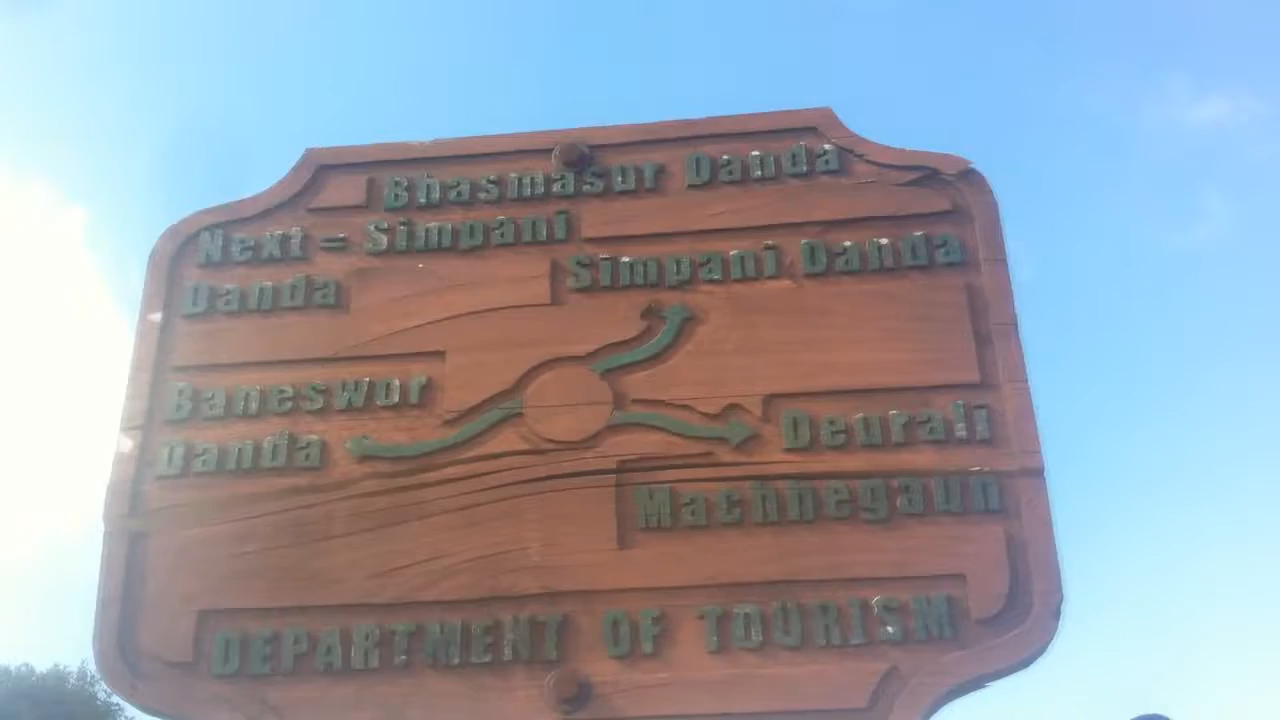 Bhasmasur Danda
Next = Simpani
Danda
Simpani Danda
Baneswor
Danda
Deurali
Machhegaun
DEPARTMENT OF TOURISM